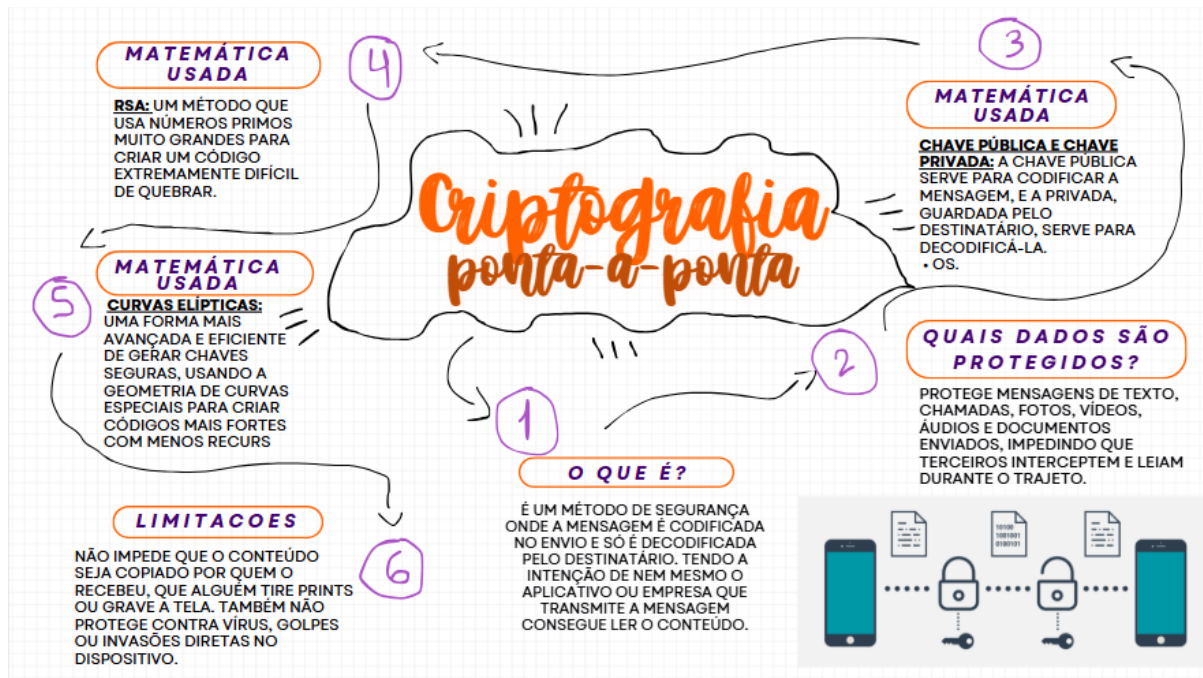 Criptografia
ponta-a-ponta
1
O QUE É?
É UM MÉTODO DE SEGURANÇA
ONDE A MENSAGEM É CODIFICADA
NO ENVIO E SÓ É DECODIFICADA
PELO DESTINATÁRIO. TENDO A
INTENÇÃO DE NEM MESMO O
APLICATIVO OU EMPRESA QUE
TRANSMITE A MENSAGEM
CONSEGUE LER O CONTEÚDO.
2
QUAIS DADOS SÃO
PROTEGIDOS?
PROTEGE MENSAGENS DE TEXTO,
CHAMADAS, FOTOS, VÍDEOS,
ÁUDIOS E DOCUMENTOS
ENVIADOS, IMPEDINDO QUE
TERCEIROS INTERCEPTEM E LEIAM
DURANTE O TRAJETO.
10100
1001001
0100101
3
MATEMÁTICA
USADA
CHAVE PÚBLICA E CHAVE
PRIVADA: A CHAVE PÚBLICA
SERVE PARA CODIFICAR A
MENSAGEM, E A PRIVADA,
GUARDADA PELO
DESTINATÁRIO, SERVE PARA
DECODIFICÁ-LA.
• OS.
4
MATEMÁTICA
USADA
RSA: UM MÉTODO QUE
USA NÚMEROS PRIMOS
MUITO GRANDES PARA
CRIAR UM CÓDIGO
EXTREMAMENTE DIFÍCIL
DE QUEBRAR.
5
MATEMÁTICA
USADA
CURVAS ELÍPTICAS:
UMA FORMA MAIS
AVANÇADA E EFICIENTE
DE GERAR CHAVES
SEGURAS, USANDO A
GEOMETRIA DE CURVAS
ESPECIAIS PARA CRIAR
CÓDIGOS MAIS FORTES
COM MENOS RECURS
6
LIMITACOES
NÃO IMPEDE QUE O CONTEÚDO
SEJA COPIADO POR QUEM O
RECEBEU, QUE ALGUÉM TIRE PRINTS
OU GRAVE A TELA. TAMBÉM NÃO
PROTEGE CONTRA VÍRUS, GOLPES
OU INVASÕES DIRETAS NO
DISPOSITIVO.